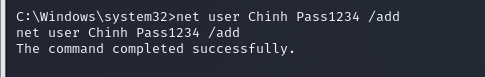 C:\Windows\system32>net user Chinh Pass1234 /add
net user Chinh Pass1234 /add
The command completed successfully.